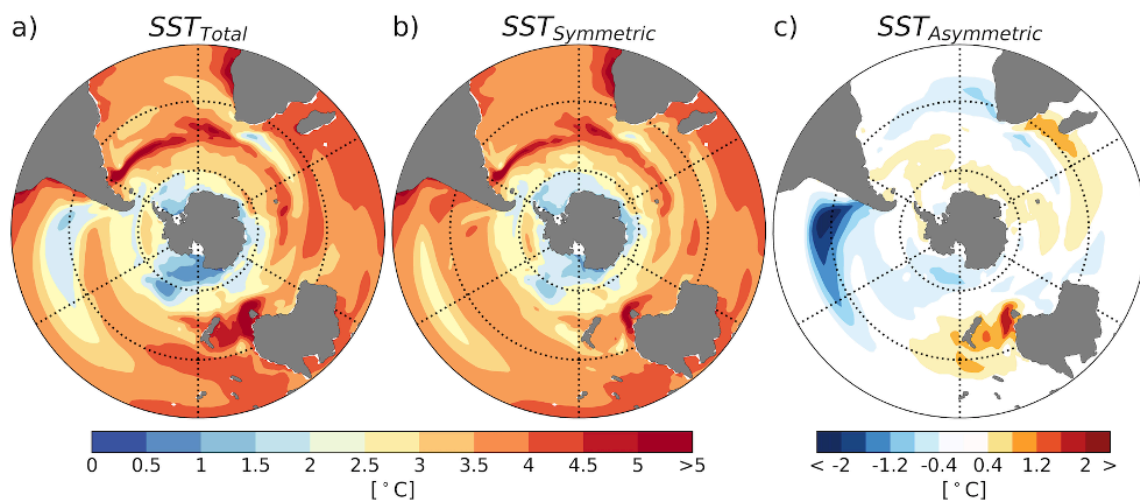 a) SST_Total b) SST_Symmetric c) SST_Asymmetric
0 0.5 1 1.5 2 2.5 3 3.5 4 4.5 5 >5
[°C]
< -2 -1.2 -0.4 0.4 1.2 2 >
[°C]